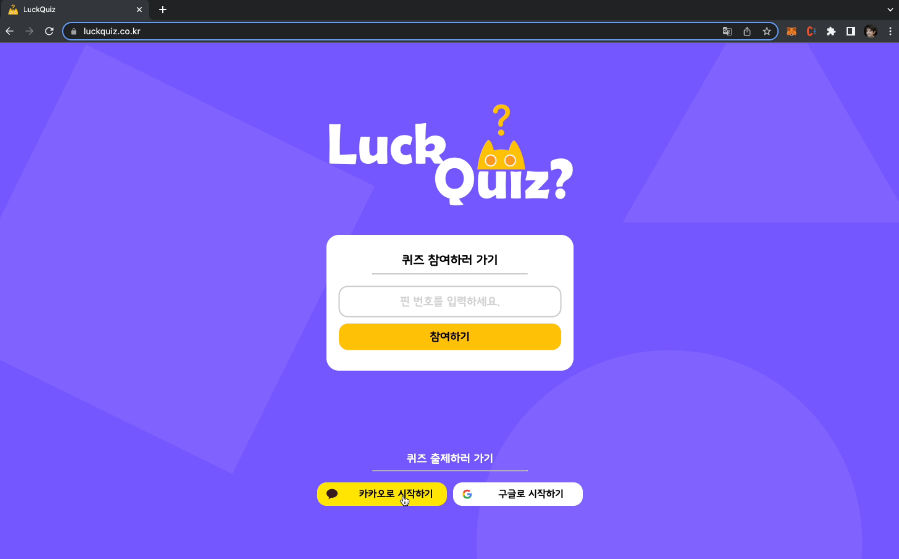 LuckQuiz
luckquiz.co.kr
?
Luck
Quiz?
퀴즈 참여하러 가기
핀 번호를 입력하세요.
참여하기
퀴즈 출제하러 가기
카카오로 시작하기
구글로 시작하기